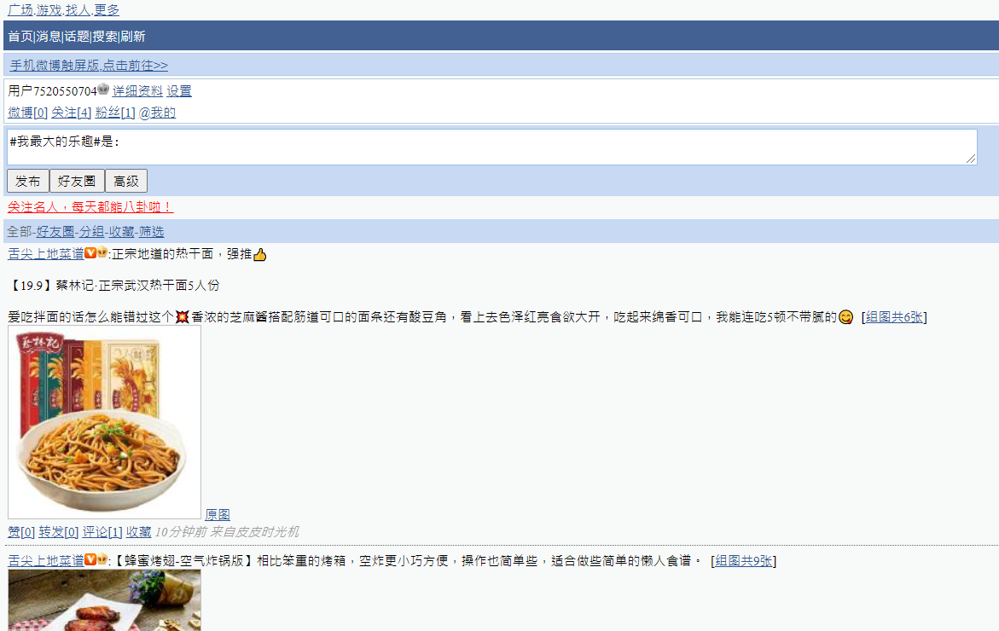 广场.游戏.找人.更多
首页|消息|话题|搜索|刷新
手机微博触屏版,点击前往>>
用户7520550704 详细资料 设置
微博[0] 关注[4] 粉丝[1] @我的
#我最大的乐趣#是:
发布 好友圈 高级
关注名人，每天都能八卦啦！
全部-好友圈-分组-收藏-筛选
舌尖上地菜谱:正宗地道的热干面，强推👍
【19.9】蔡林记·正宗武汉热干面5人份
爱吃拌面的话怎么能错过这个💥香浓的芝麻酱搭配筋道可口的面条还有酸豆角，看上去色泽红亮食欲大开，吃起来绵香可口，我能连吃5顿不带腻的😋 [组图共6张]
蔡林记
原图
赞[0] 转发[0] 评论[1] 收藏 10分钟前 来自皮皮时光机
舌尖上地菜谱:【蜂蜜烤翅-空气炸锅版】相比笨重的烤箱，空炸更小巧方便，操作也简单些，适合做些简单的懒人食谱。 [组图共9张]